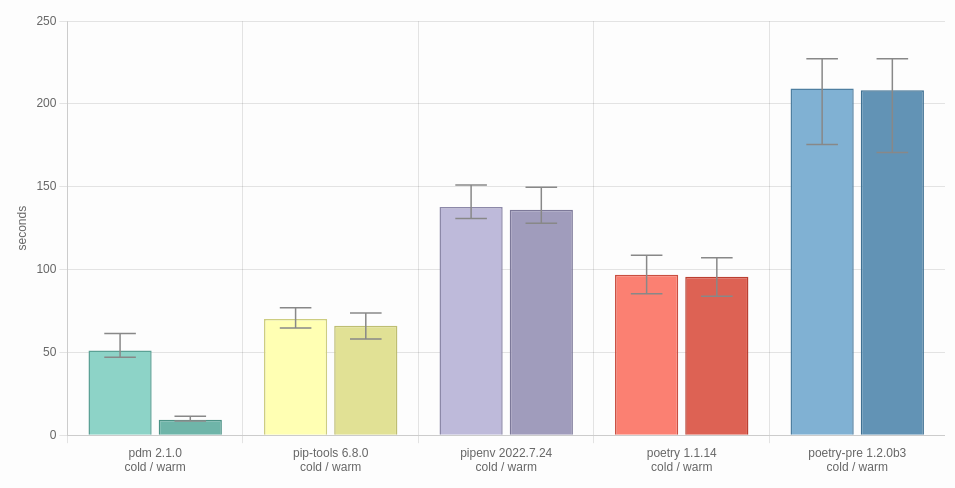 250
200
150
100
50
0
seconds
pdm 2.1.0
cold / warm
pip-tools 6.8.0
cold / warm
pipenv 2022.7.24
cold / warm
poetry 1.1.14
cold / warm
poetry-pre 1.2.0b3
cold / warm